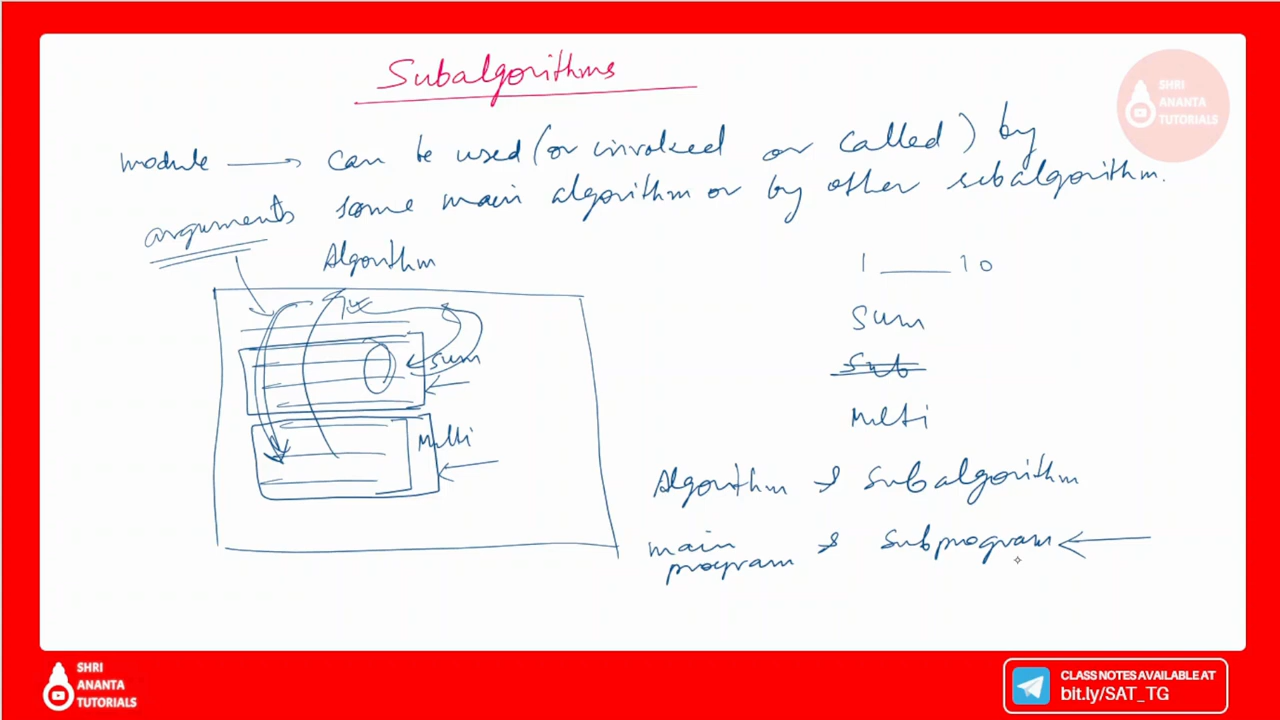 Subalgorithms
SHRI
ANANTA
TUTORIALS
module → can be used (or invoked or called) by
some main algorithm or by other subalgorithm.
arguments
Algorithm
1 ___ 10
Sum
Sum
Sub
Multi
Multi
Algorithm & Subalgorithm
main program & subprogram ←
SHRI
ANANTA
TUTORIALS
CLASS NOTES AVAILABLE AT
bit.ly/SAT_TG